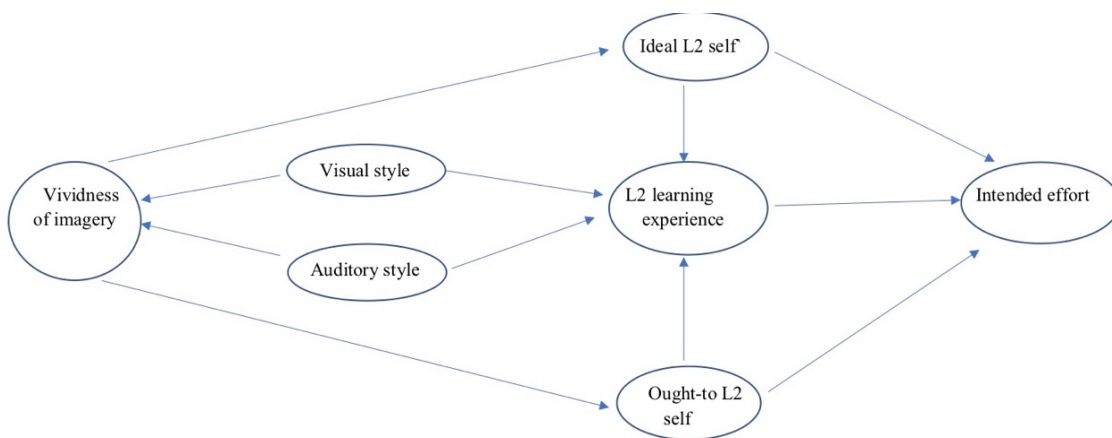 Ideal L2 self
Visual style
Vividness
of imagery
L2 learning
experience
Intended effort
Auditory style
Ought-to L2
self